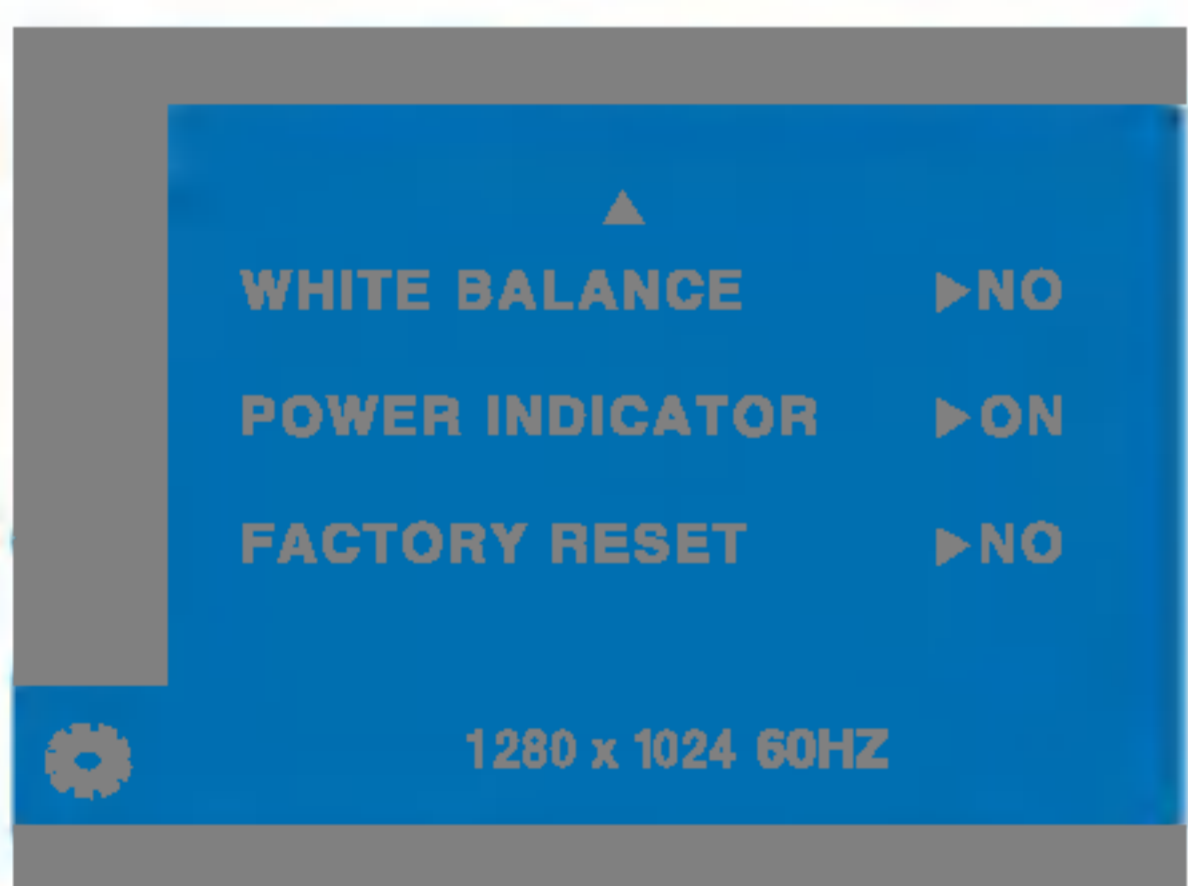 ▲
WHITE BALANCE ▶NO
POWER INDICATOR ▶ON
FACTORY RESET ▶NO
1280 x 1024 60HZ